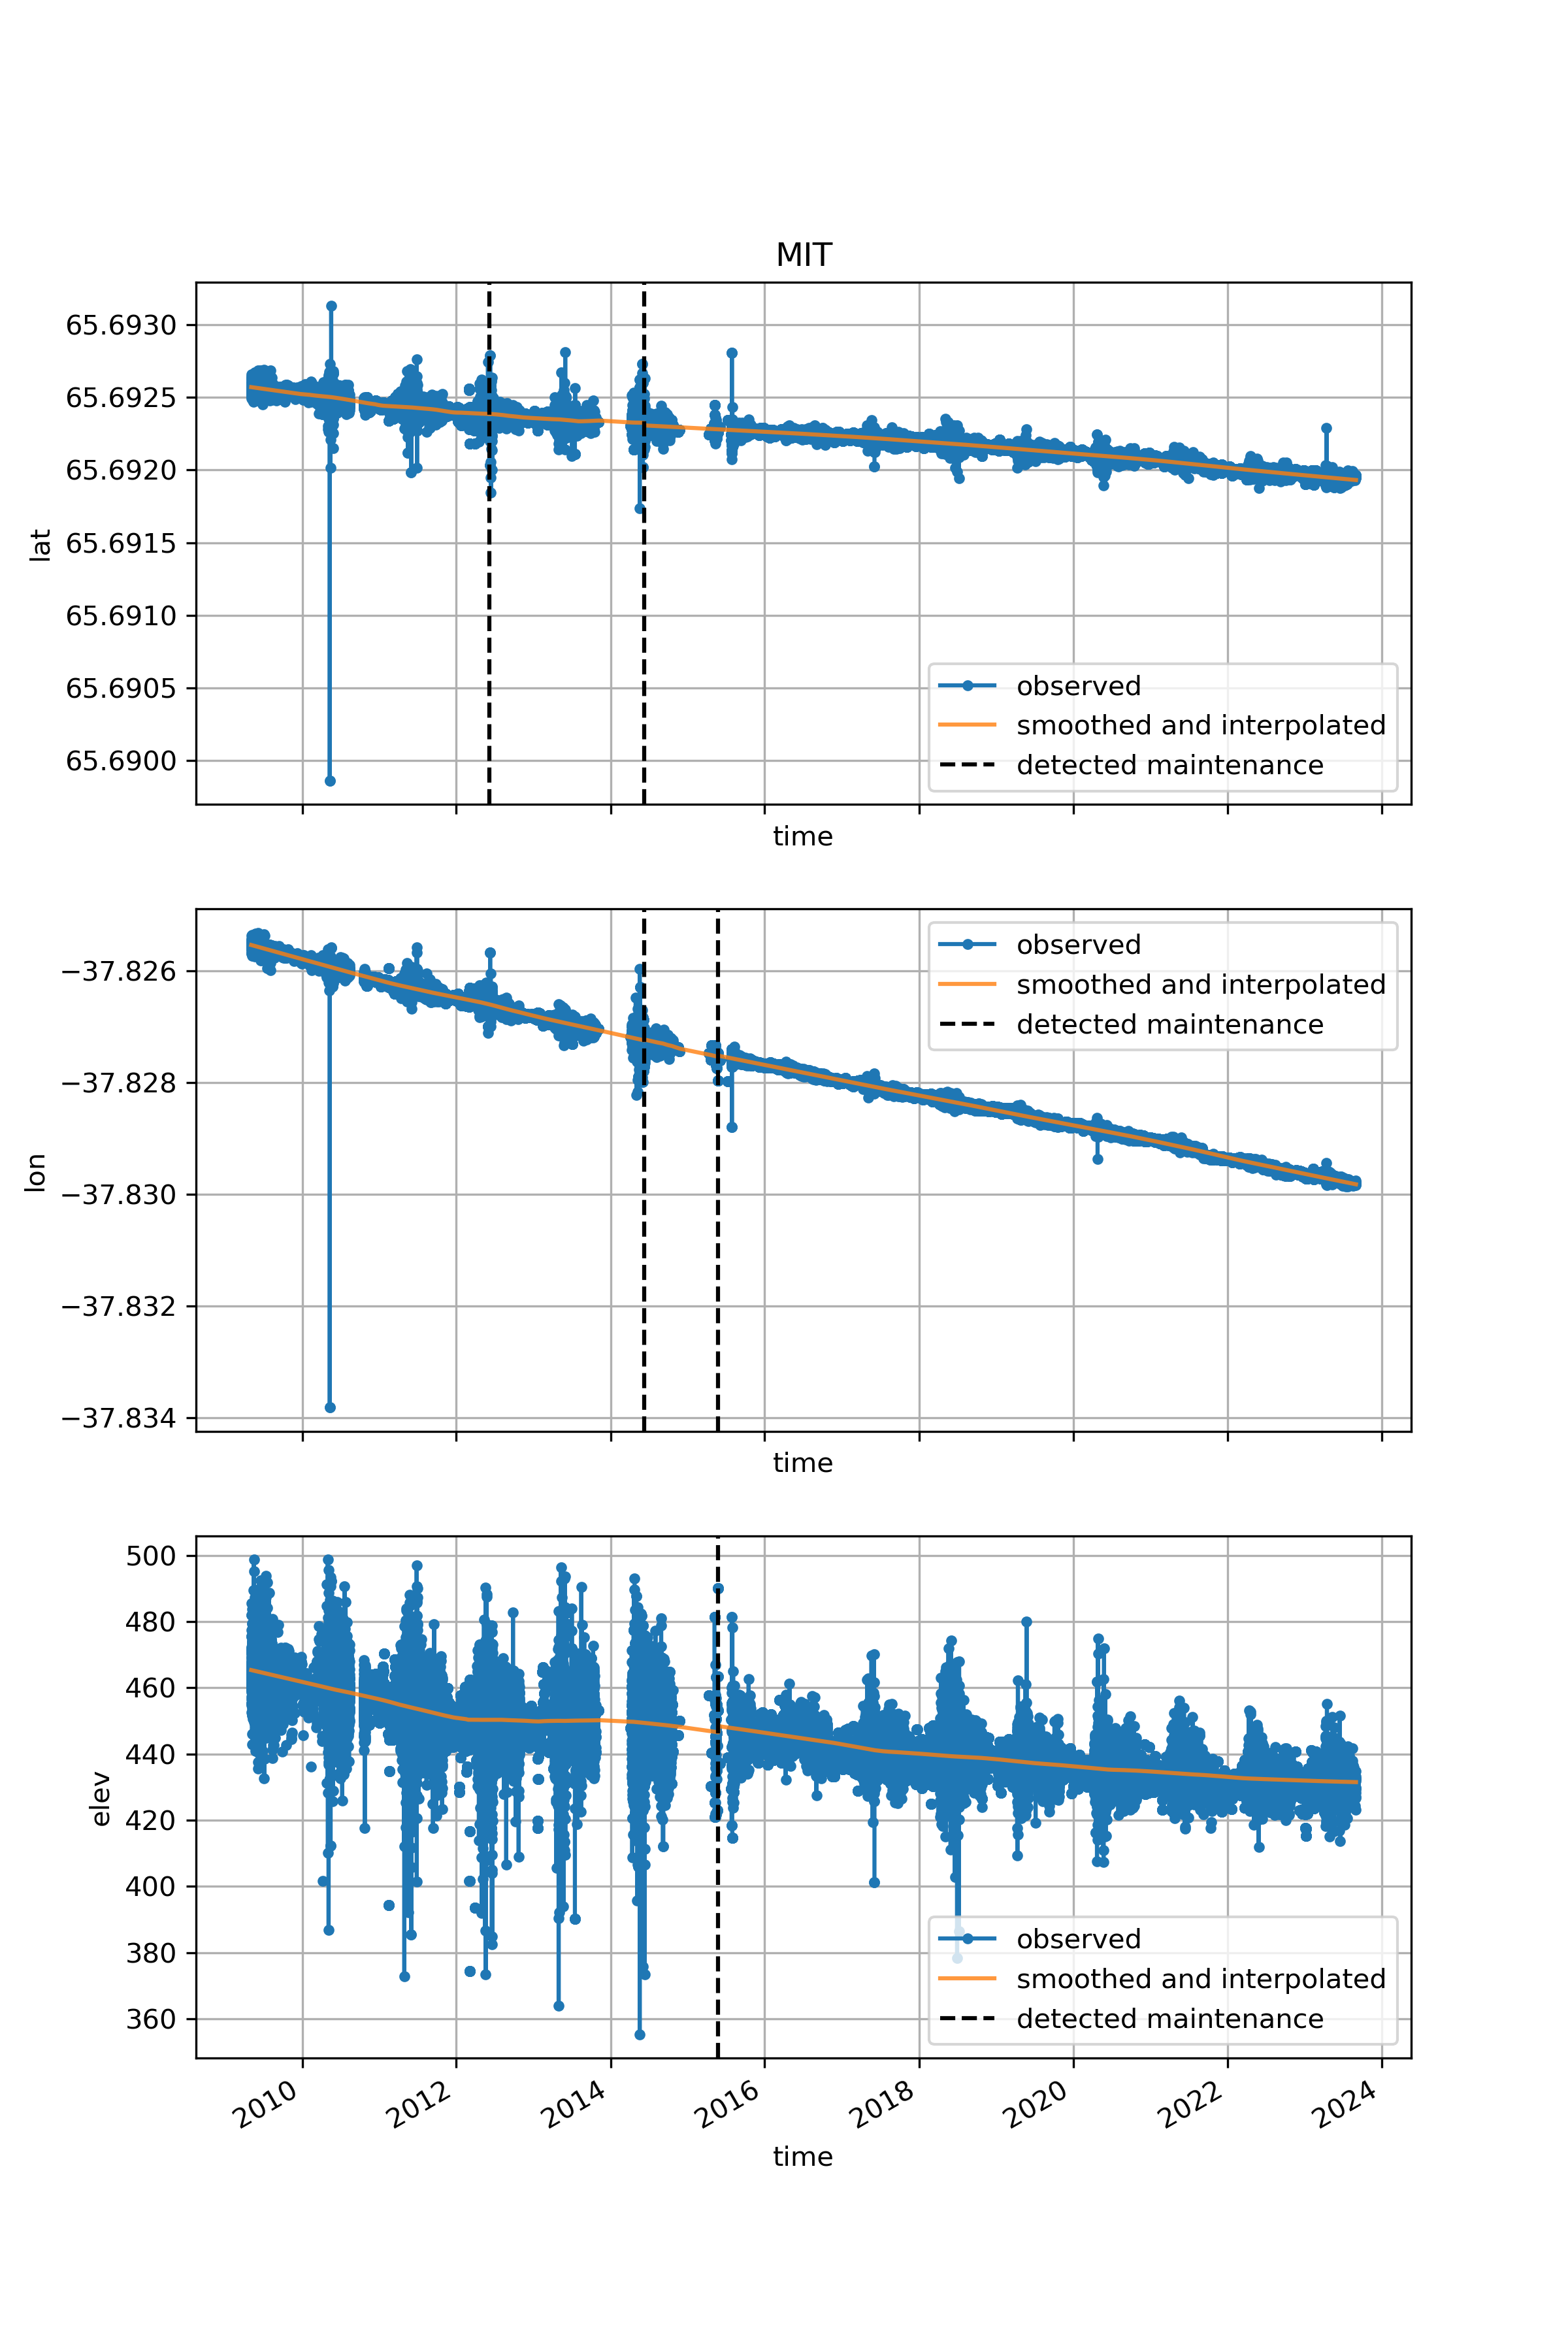 MIT
65.6930
65.6925
65.6920
65.6915
65.6910
65.6905
65.6900
lat
observed
smoothed and interpolated
detected maintenance
time
−37.826
−37.828
−37.830
−37.832
−37.834
lon
observed
smoothed and interpolated
detected maintenance
time
500
480
460
440
420
400
380
360
elev
observed
smoothed and interpolated
detected maintenance
2010 2012 2014 2016 2018 2020 2022 2024
time